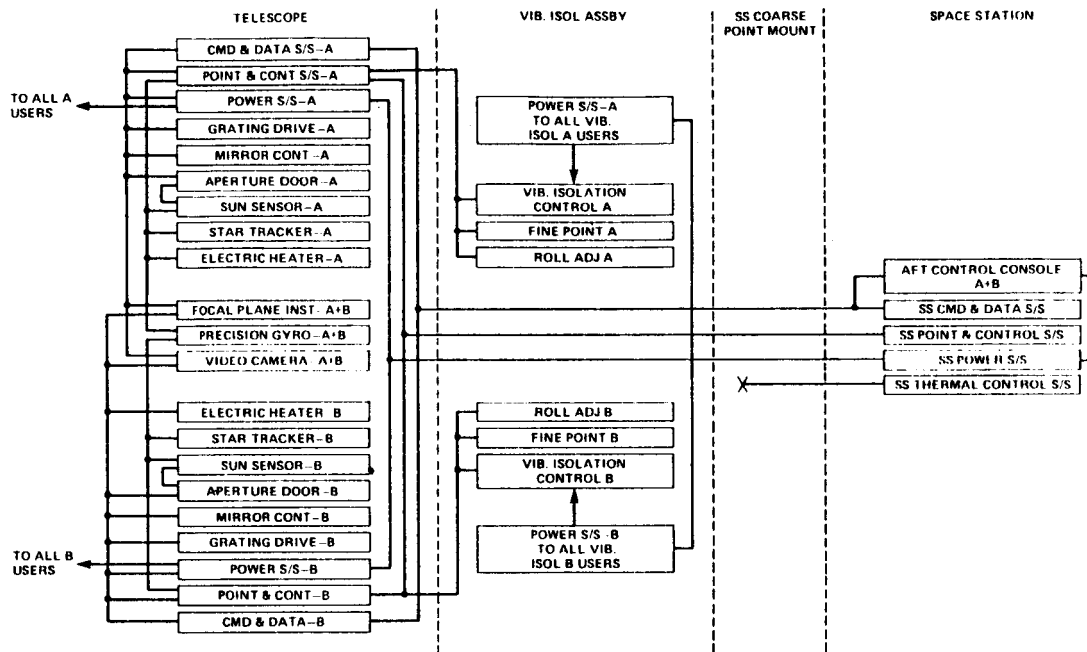 TELESCOPE
VIB. ISOL ASSBY
SS COARSE
POINT MOUNT
SPACE STATION
CMD & DATA S/S-A
POINT & CONT S/S-A
POWER S/S-A
GRATING DRIVE-A
MIRROR CONT-A
APERTURE DOOR-A
SUN SENSOR-A
STAR TRACKER-A
ELECTRIC HEATER-A
FOCAL PLANE INST-A+B
PRECISION GYRO-A+B
VIDEO CAMERA-A+B
ELECTRIC HEATER B
STAR TRACKER-B
SUN SENSOR-B
APERTURE DOOR-B
MIRROR CONT-B
GRATING DRIVE-B
POWER S/S-B
POINT & CONT-B
CMD & DATA-B
TO ALL A
USERS
TO ALL B
USERS
POWER S/S-A
TO ALL VIB.
ISOL A USERS
VIB. ISOLATION
CONTROL A
FINE POINT A
ROLL ADJ A
ROLL ADJ B
FINE POINT B
VIB. ISOLATION
CONTROL B
POWER S/S-B
TO ALL VIB.
ISOL B USERS
AFT CONTROL CONSOLE
A+B
SS CMD & DATA S/S
SS POINT & CONTROL S/S
SS POWER S/S
SS THERMAL CONTROL S/S